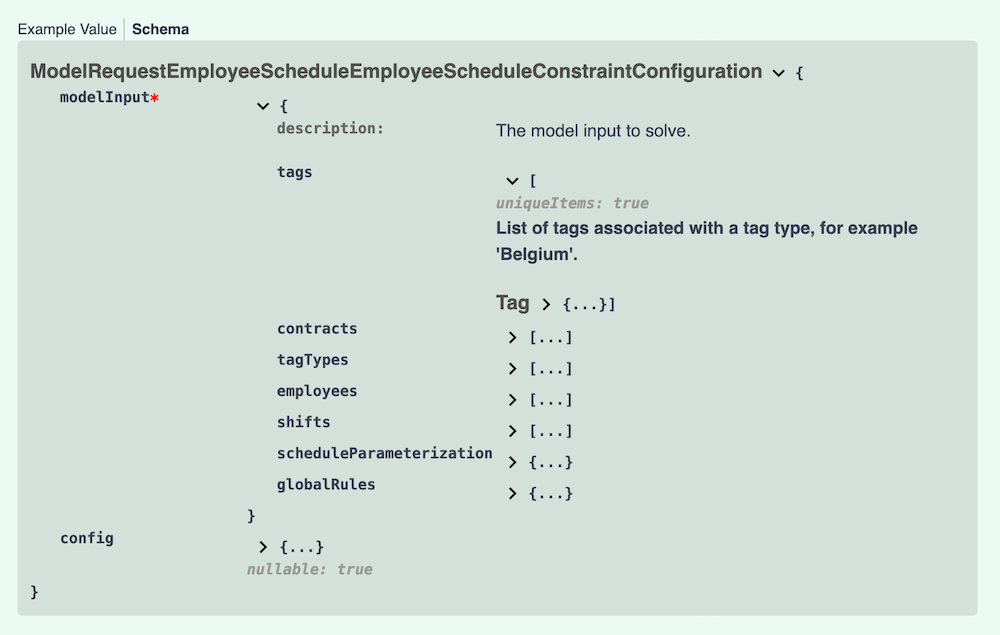 Example Value | Schema
ModelRequestEmployeeScheduleEmployeeScheduleConstraintConfiguration {
modelInput* {
description: The model input to solve.
tags [
uniqueItems: true
List of tags associated with a tag type, for example
'Belgium'.
Tag > {...}]
contracts > [...]
tagTypes > [...]
employees > [...]
shifts > [...]
scheduleParameterization > {...}
globalRules > {...}
}
config > {...}
nullable: true
}